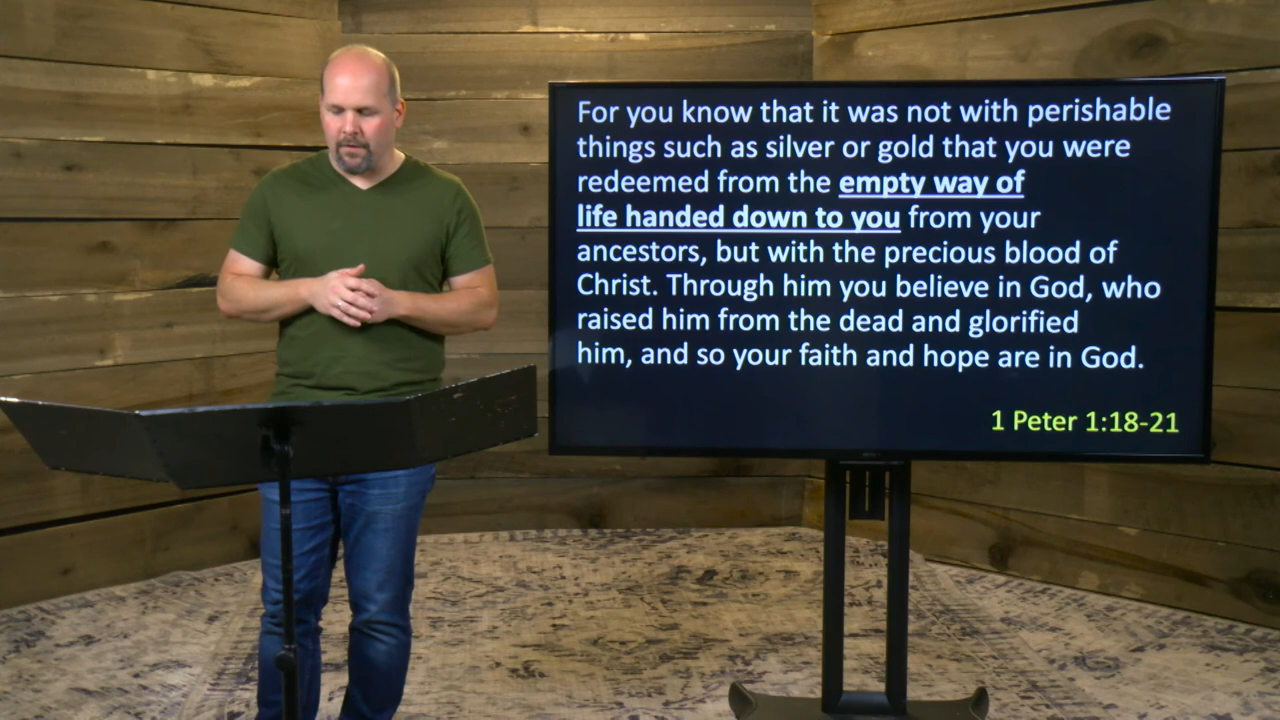 For you know that it was not with perishable
things such as silver or gold that you were
redeemed from the empty way of
life handed down to you from your
ancestors, but with the precious blood of
Christ. Through him you believe in God, who
raised him from the dead and glorified
him, and so your faith and hope are in God.
1 Peter 1:18-21